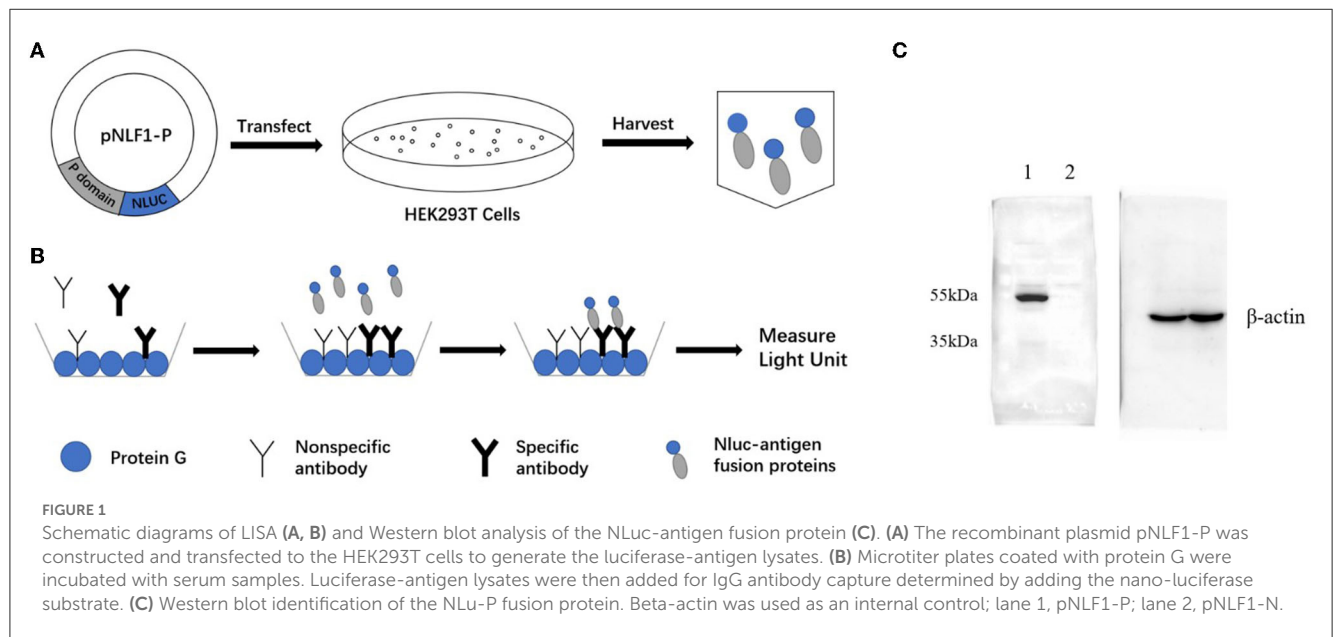 A
pNLF1-P
P domain
NLUC
Transfect
HEK293T Cells
Harvest
B
Measure
Light Unit
Protein G
Nonspecific
antibody
Specific
antibody
Nluc-antigen
fusion proteins
C
1 2
55kDa
35kDa
β-actin
FIGURE 1
Schematic diagrams of LISA (A, B) and Western blot analysis of the NLuc-antigen fusion protein (C). (A) The recombinant plasmid pNLF1-P was
constructed and transfected to the HEK293T cells to generate the luciferase-antigen lysates. (B) Microtiter plates coated with protein G were
incubated with serum samples. Luciferase-antigen lysates were then added for IgG antibody capture determined by adding the nano-luciferase
substrate. (C) Western blot identification of the NLu-P fusion protein. Beta-actin was used as an internal control; lane 1, pNLF1-P; lane 2, pNLF1-N.